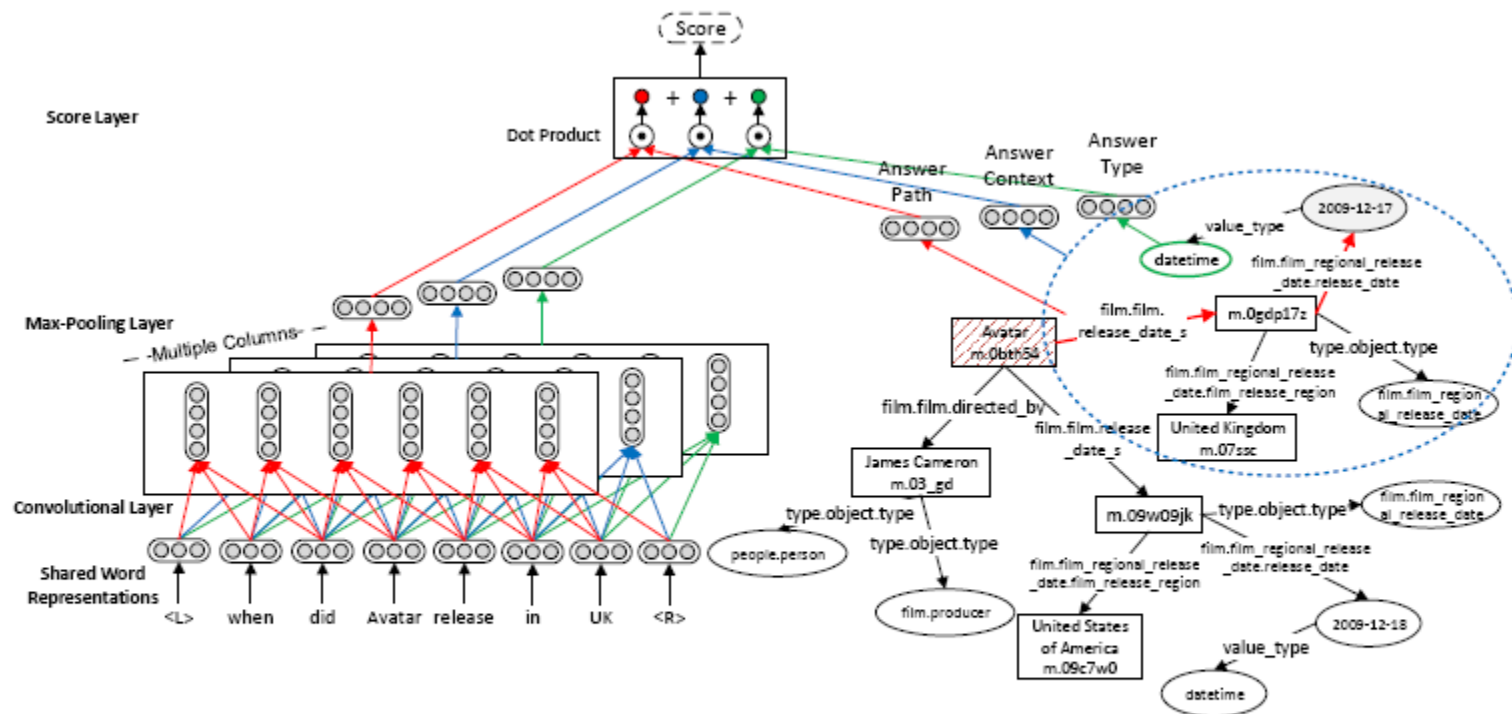 Score
Score Layer
+ +
Dot Product
Answer
Path
Answer
Context
Answer
Type
2009-12-17
value_type
datetime
film.film_regional_release
_date.release_date
Max-Pooling Layer
- -Multiple Columns- -
film.film.
release_date_s
m.0gdp17z
Avatar
m.0bth54
type.object.type
film.film_region
al_release_date
film.film_regional_release
_date.film_release_region
United Kingdom
m.07ssc
film.film.directed_by
film.film.release
_date_s
James Cameron
m.03_gd
Convolutional Layer
type.object.type
people.person
type.object.type
film.producer
m.09w09jk
type.object.type
film.film_region
al_release_date
film.film_regional_release
_date.film_release_region
film.film_regional_release
_date.release_date
United States
of America
m.09c7w0
2009-12-18
value_type
datetime
Shared Word
Representations
<L> when did Avatar release in UK <R>